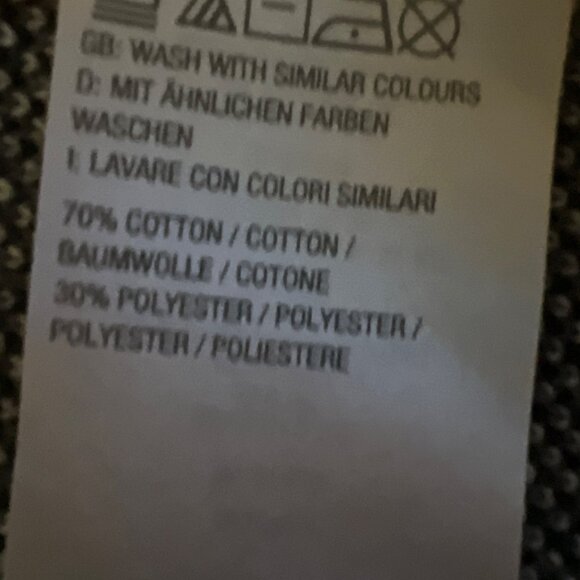 GB: WASH WITH SIMILAR COLOURS
D: MIT ÄHNLICHEN FARBEN
WASCHEN
I: LAVARE CON COLORI SIMILARI
70% COTTON / COTTON /
BAUMWOLLE / COTONE
30% POLYESTER / POLYESTER /
POLYESTER / POLIESTERE